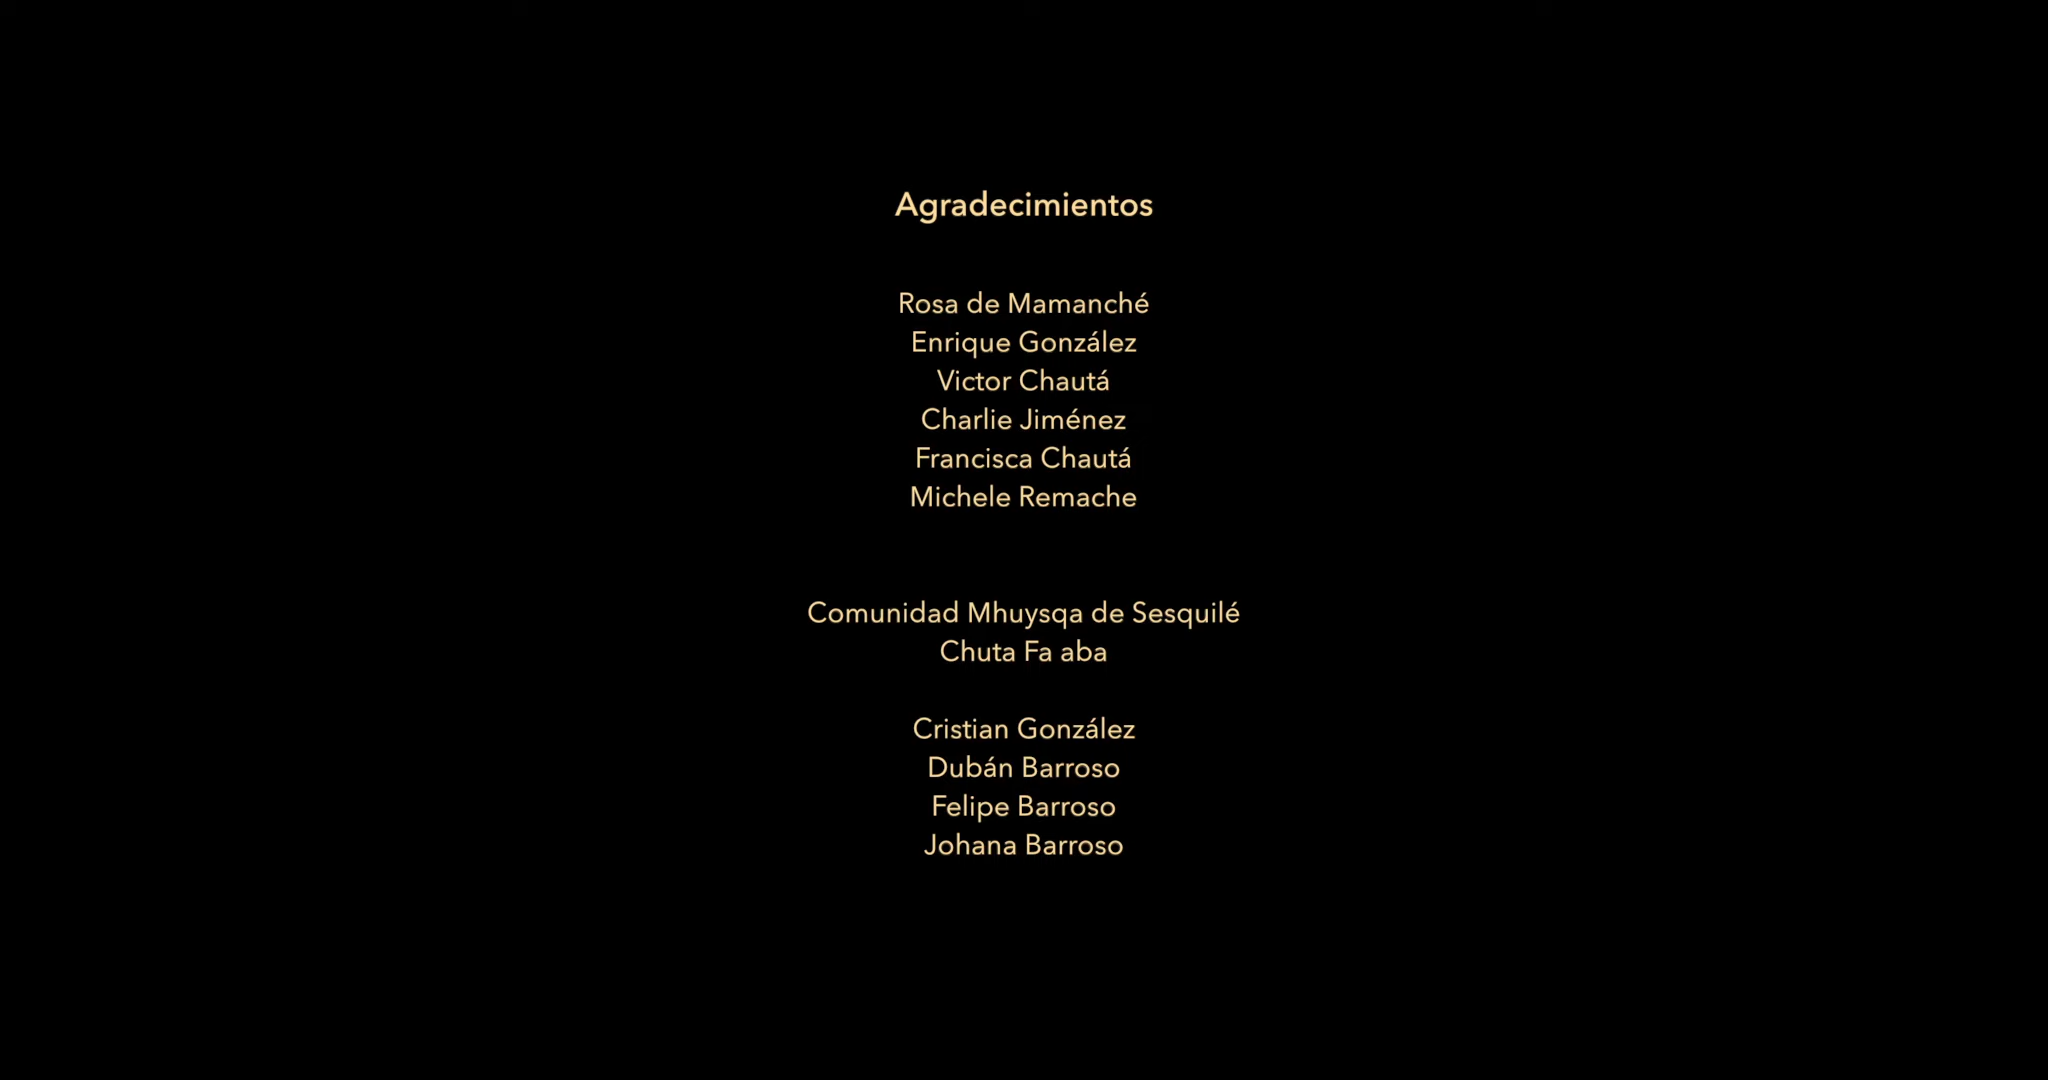 Agradecimientos
Rosa de Mamanché
Enrique González
Victor Chautá
Charlie Jiménez
Francisca Chautá
Michele Remache
Comunidad Mhuysqa de Sesquilé
Chuta Fa aba
Cristian González
Dubán Barroso
Felipe Barroso
Johana Barroso